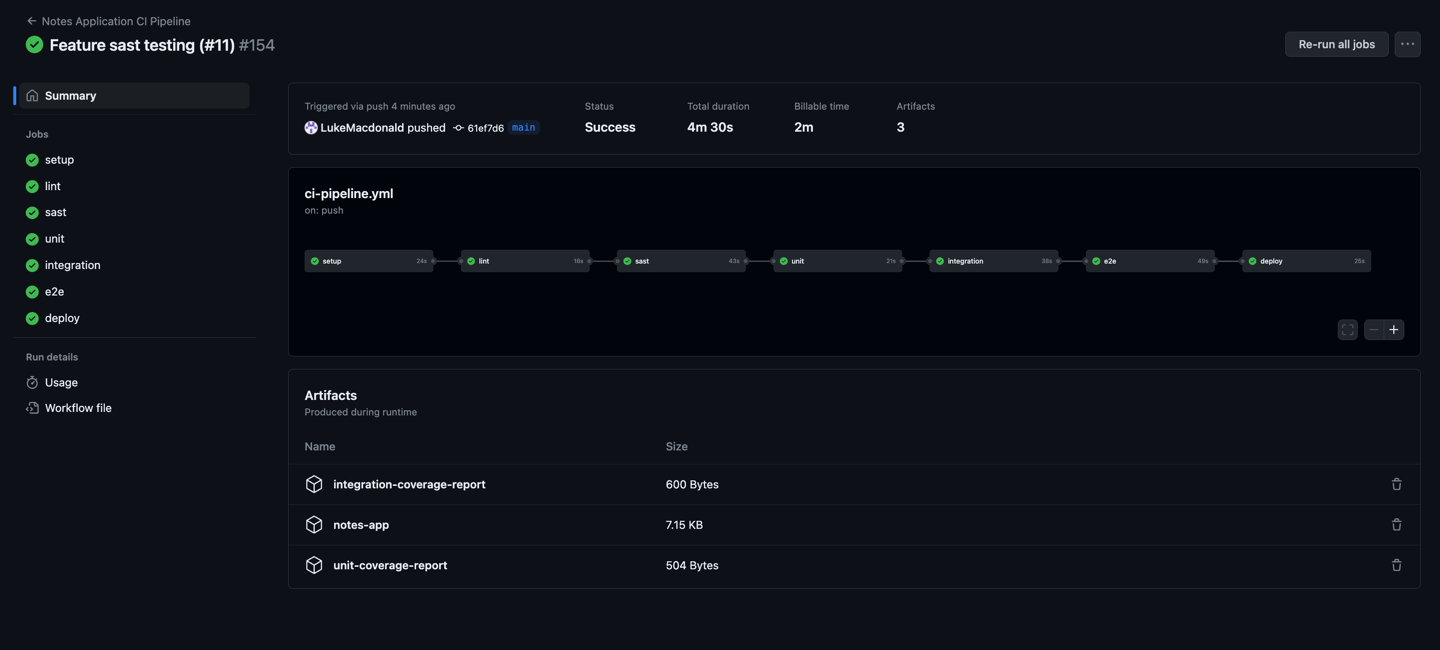 ← Notes Application CI Pipeline
Feature sast testing (#11) #154
Re-run all jobs
Summary
Jobs
setup
lint
sast
unit
integration
e2e
deploy
Run details
Usage
Workflow file
Triggered via push 4 minutes ago
LukeMacdonald pushed 61ef7d6 main
Status
Success
Total duration
4m 30s
Billable time
2m
Artifacts
3
ci-pipeline.yml
on: push
setup 24s
lint 18s
sast 43s
unit 21s
integration 38s
e2e 49s
deploy 25s
Artifacts
Produced during runtime
Name Size
integration-coverage-report 600 Bytes
notes-app 7.15 KB
unit-coverage-report 504 Bytes